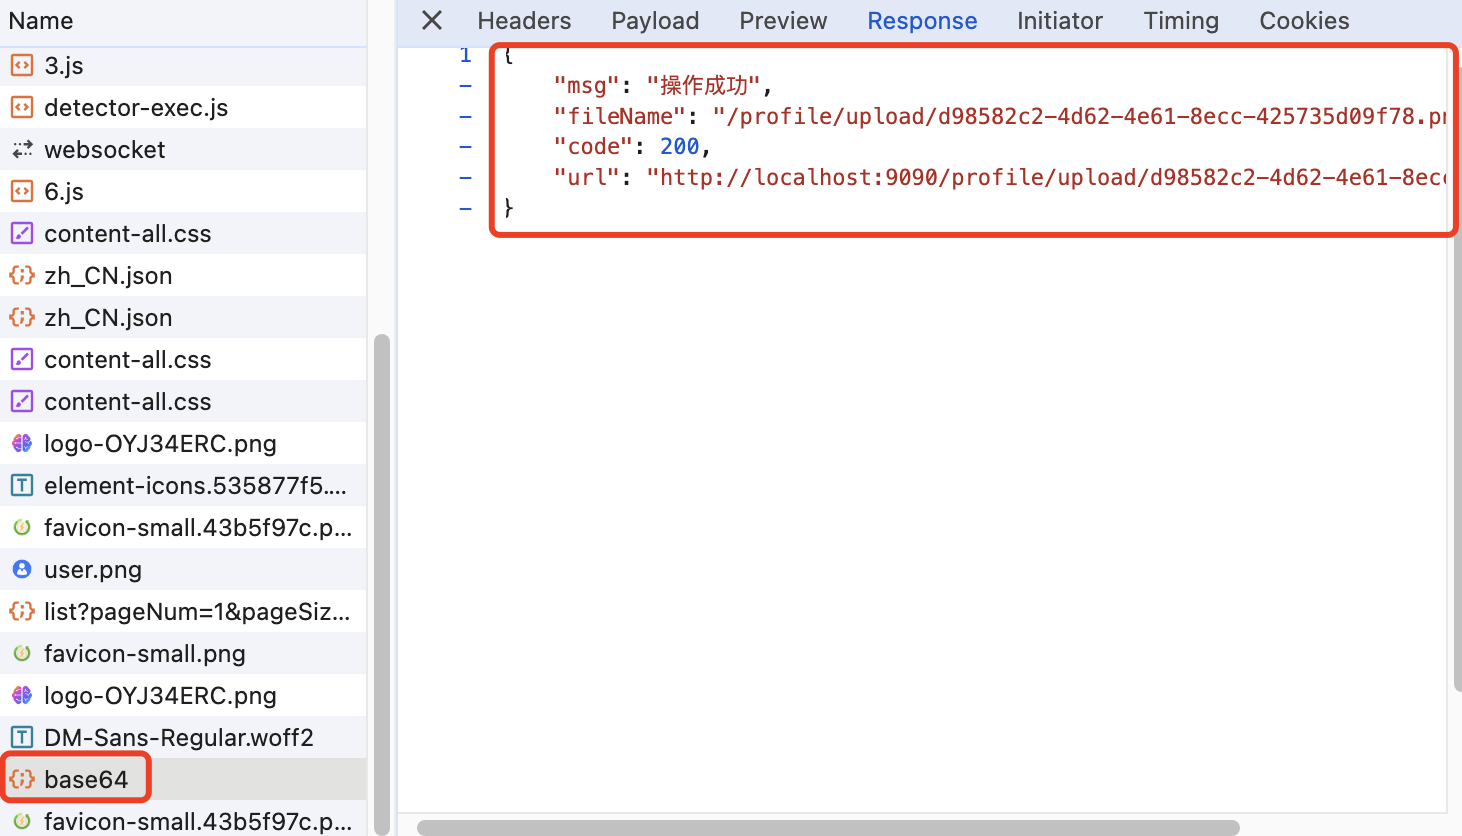 Name
3.js
detector-exec.js
websocket
6.js
content-all.css
zh_CN.json
zh_CN.json
content-all.css
content-all.css
logo-OYJ34ERC.png
element-icons.535877f5....
favicon-small.43b5f97c.p...
user.png
list?pageNum=1&pageSiz...
favicon-small.png
logo-OYJ34ERC.png
DM-Sans-Regular.woff2
base64
favicon-small.43b5f97c.p...
Headers Payload Preview Response Initiator Timing Cookies
1 {
– "msg": "操作成功",
– "fileName": "/profile/upload/d98582c2-4d62-4e61-8ecc-425735d09f78.pn
– "code": 200,
– "url": "http://localhost:9090/profile/upload/d98582c2-4d62-4e61-8ecc
– }